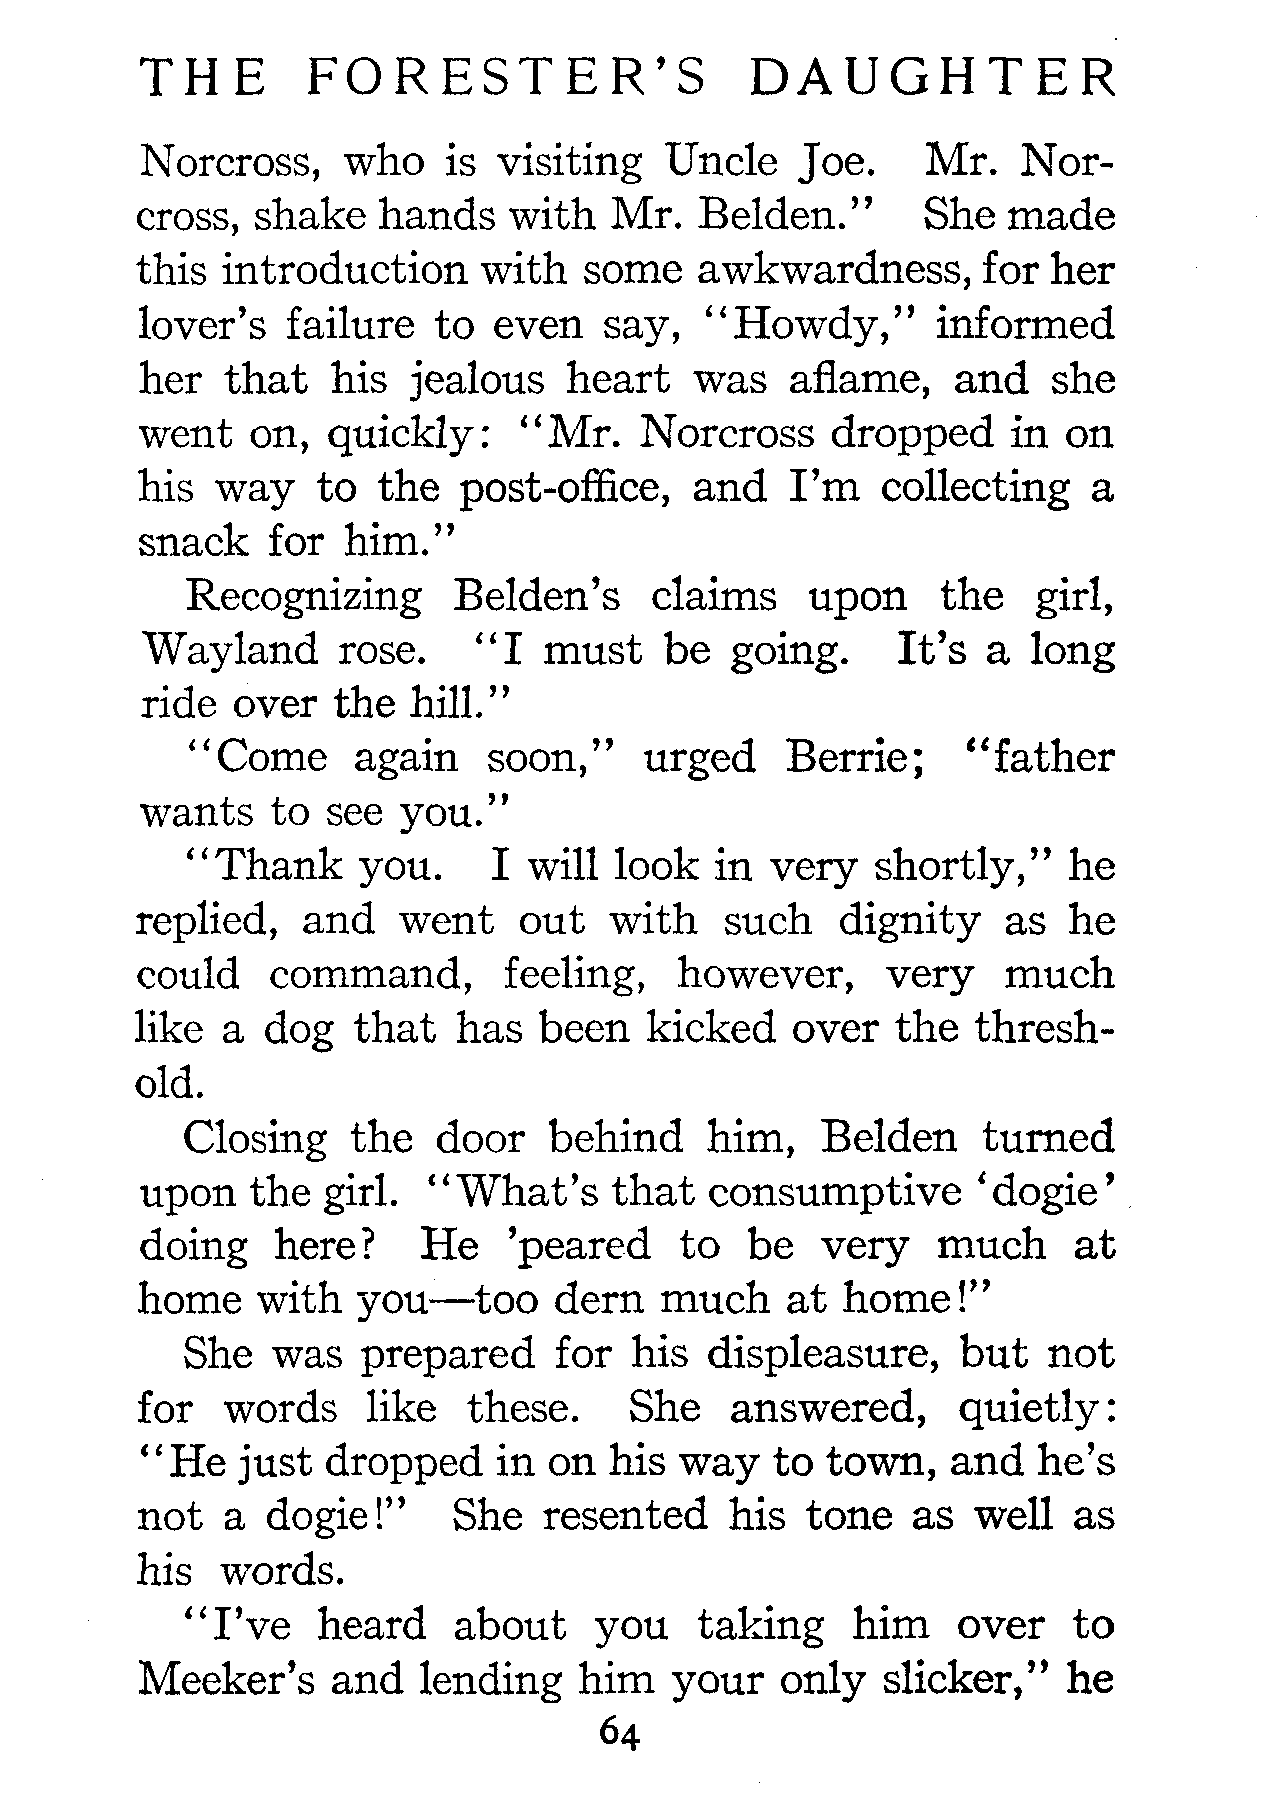 THE FORESTER'S DAUGHTER
Norcross, who is visiting Uncle Joe. Mr. Nor-
cross, shake hands with Mr. Belden." She made
this introduction with some awkwardness, for her
lover's failure to even say, "Howdy," informed
her that his jealous heart was aflame, and she
went on, quickly: "Mr. Norcross dropped in on
his way to the post-office, and I'm collecting a
snack for him."
Recognizing Belden's claims upon the girl,
Wayland rose. "I must be going. It's a long
ride over the hill."
"Come again soon," urged Berrie; "father
wants to see you."
"Thank you. I will look in very shortly," he
replied, and went out with such dignity as he
could command, feeling, however, very much
like a dog that has been kicked over the thresh-
old.
Closing the door behind him, Belden turned
upon the girl. "What's that consumptive 'dogie'
doing here? He 'peared to be very much at
home with you—too dern much at home!"
She was prepared for his displeasure, but not
for words like these. She answered, quietly:
"He just dropped in on his way to town, and he's
not a dogie!" She resented his tone as well as
his words.
"I've heard about you taking him over to
Meeker's and lending him your only slicker," he
64